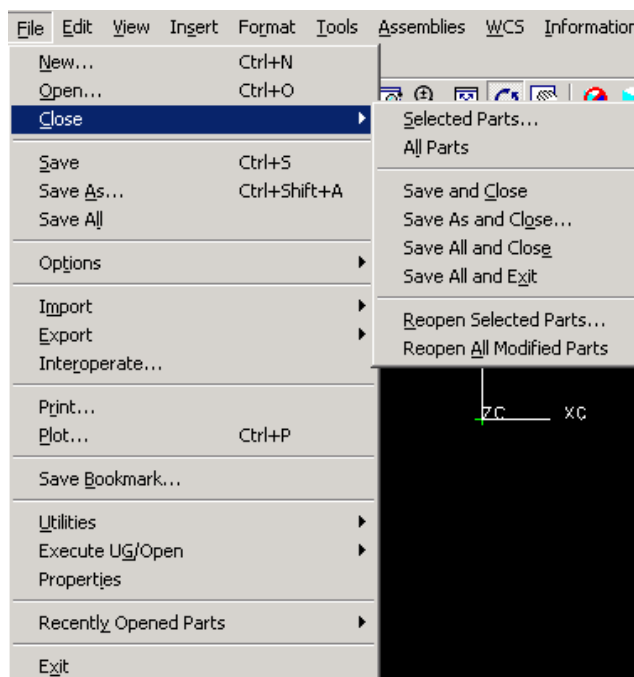 File Edit View Insert Format Tools Assemblies WCS Information
New... Ctrl+N
Open... Ctrl+O
Close
Save Ctrl+S
Save As... Ctrl+Shift+A
Save All
Options
Import
Export
Interoperate...
Print...
Plot... Ctrl+P
Save Bookmark...
Utilities
Execute UG/Open
Properties
Recently Opened Parts
Exit
Selected Parts...
All Parts
Save and Close
Save As and Close...
Save All and Close
Save All and Exit
Reopen Selected Parts...
Reopen All Modified Parts
ZC XC